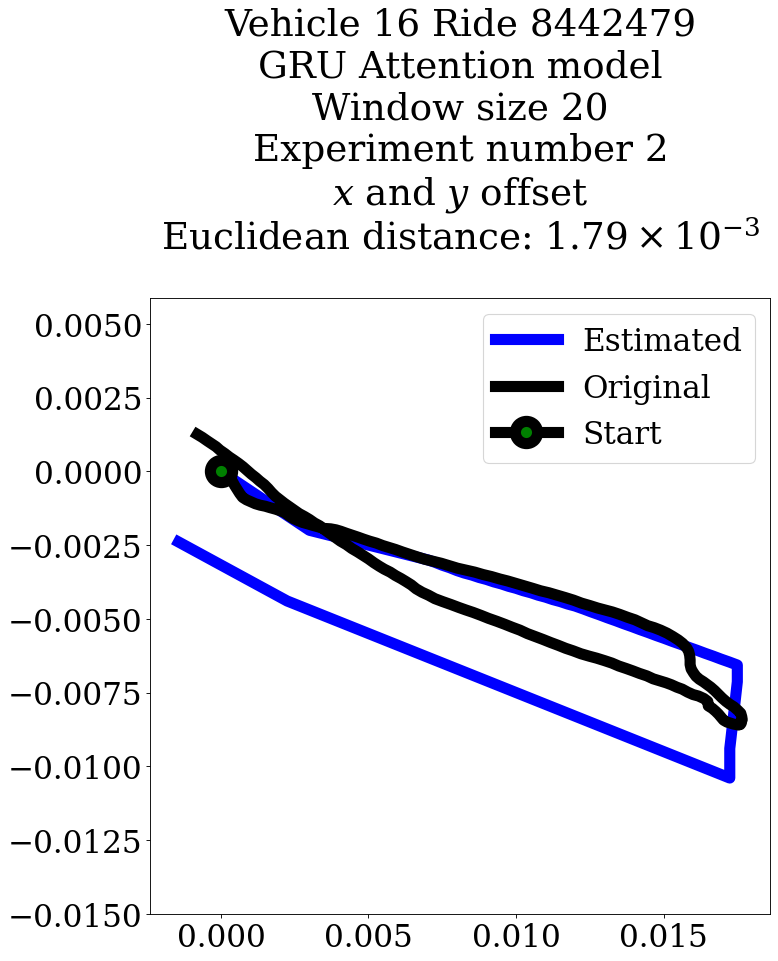 Vehicle 16 Ride 8442479
GRU Attention model
Window size 20
Experiment number 2
x and y offset
Euclidean distance: 1.79 × 10⁻³
Estimated
Original
Start
0.0050
0.0025
0.0000
−0.0025
−0.0050
−0.0075
−0.0100
−0.0125
−0.0150
0.000 0.005 0.010 0.015